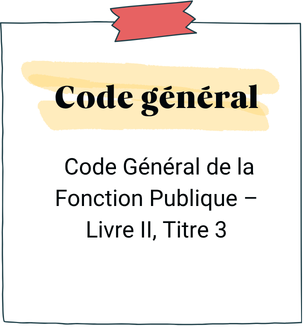 Code général
Code Général de la
Fonction Publique –
Livre II, Titre 3